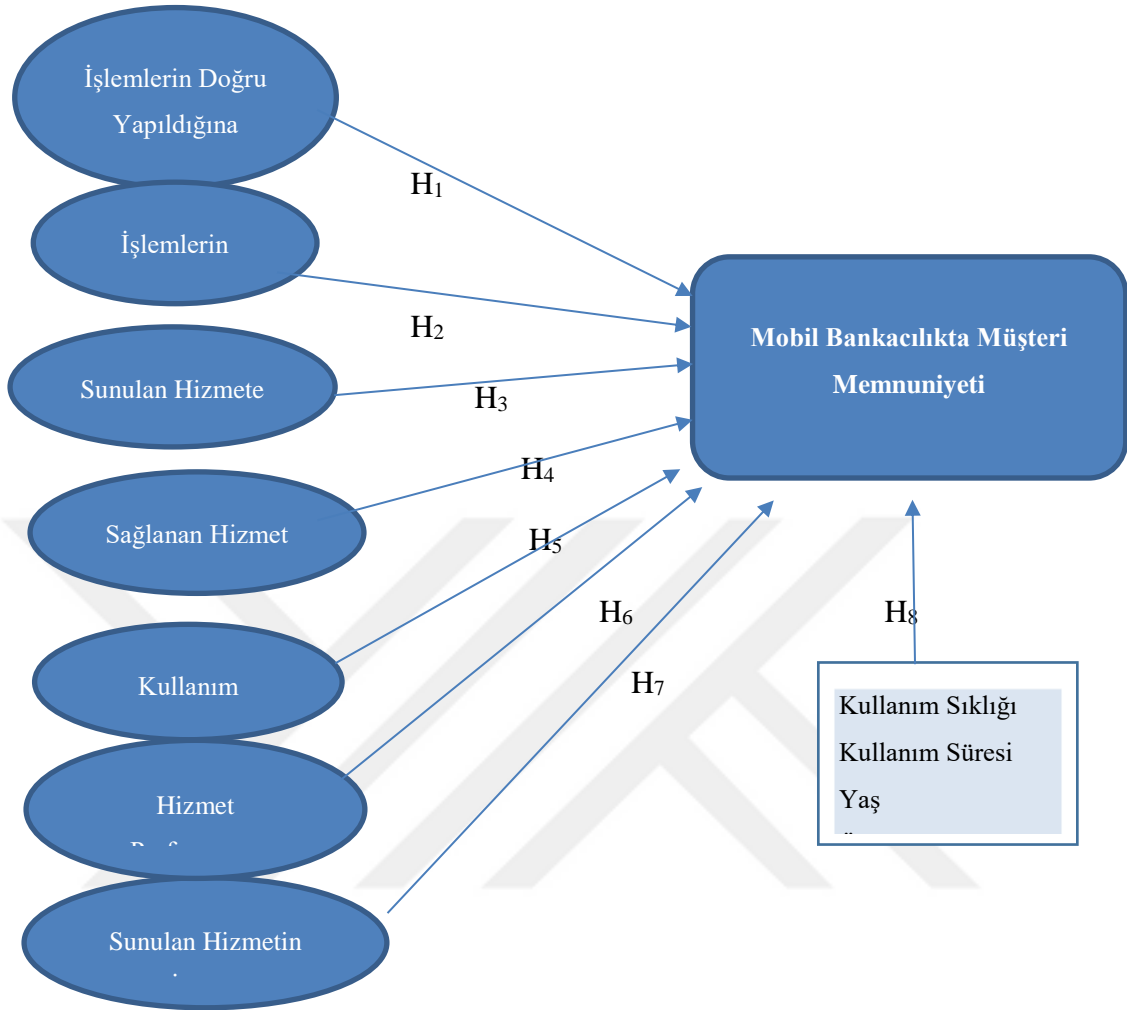 İşlemlerin Doğru
Yapıldığına
H1
İşlemlerin
H2
Mobil Bankacılıkta Müşteri
Memnuniyeti
Sunulan Hizmete
H3
Sağlanan Hizmet
H4
H5
Kullanım
H6
H7
H8
Kullanım Sıklığı
Kullanım Süresi
Yaş
Hizmet
Sunulan Hizmetin